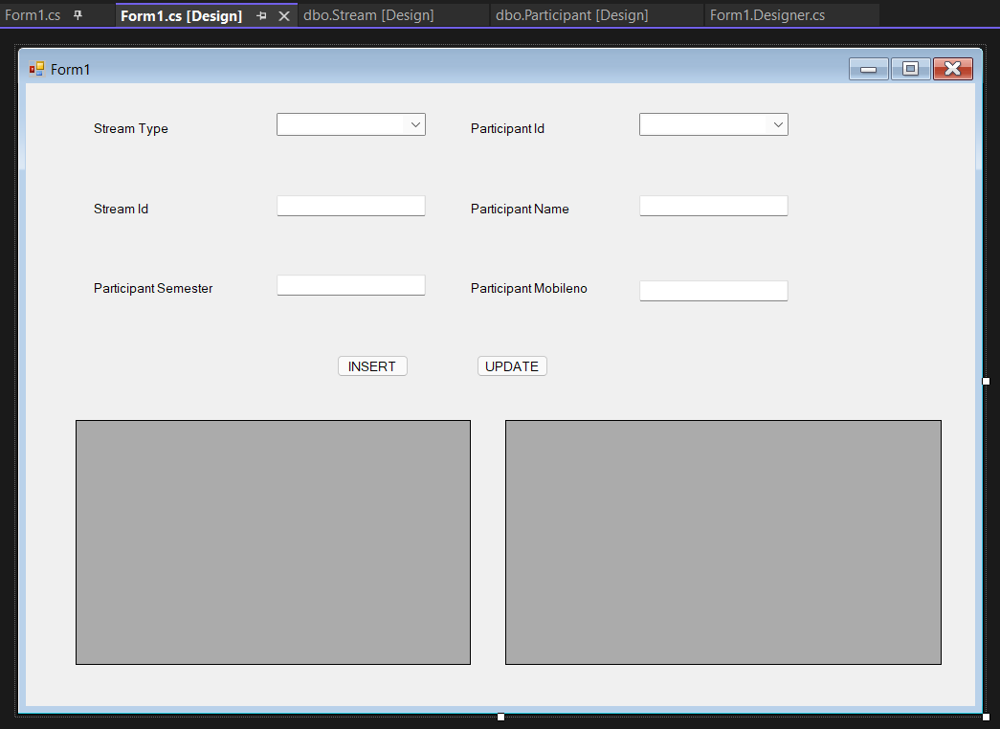 Form1.cs Form1.cs [Design] dbo.Stream [Design] dbo.Participant [Design] Form1.Designer.cs
Form1
Stream Type Participant Id
Stream Id Participant Name
Participant Semester Participant Mobileno
INSERT UPDATE